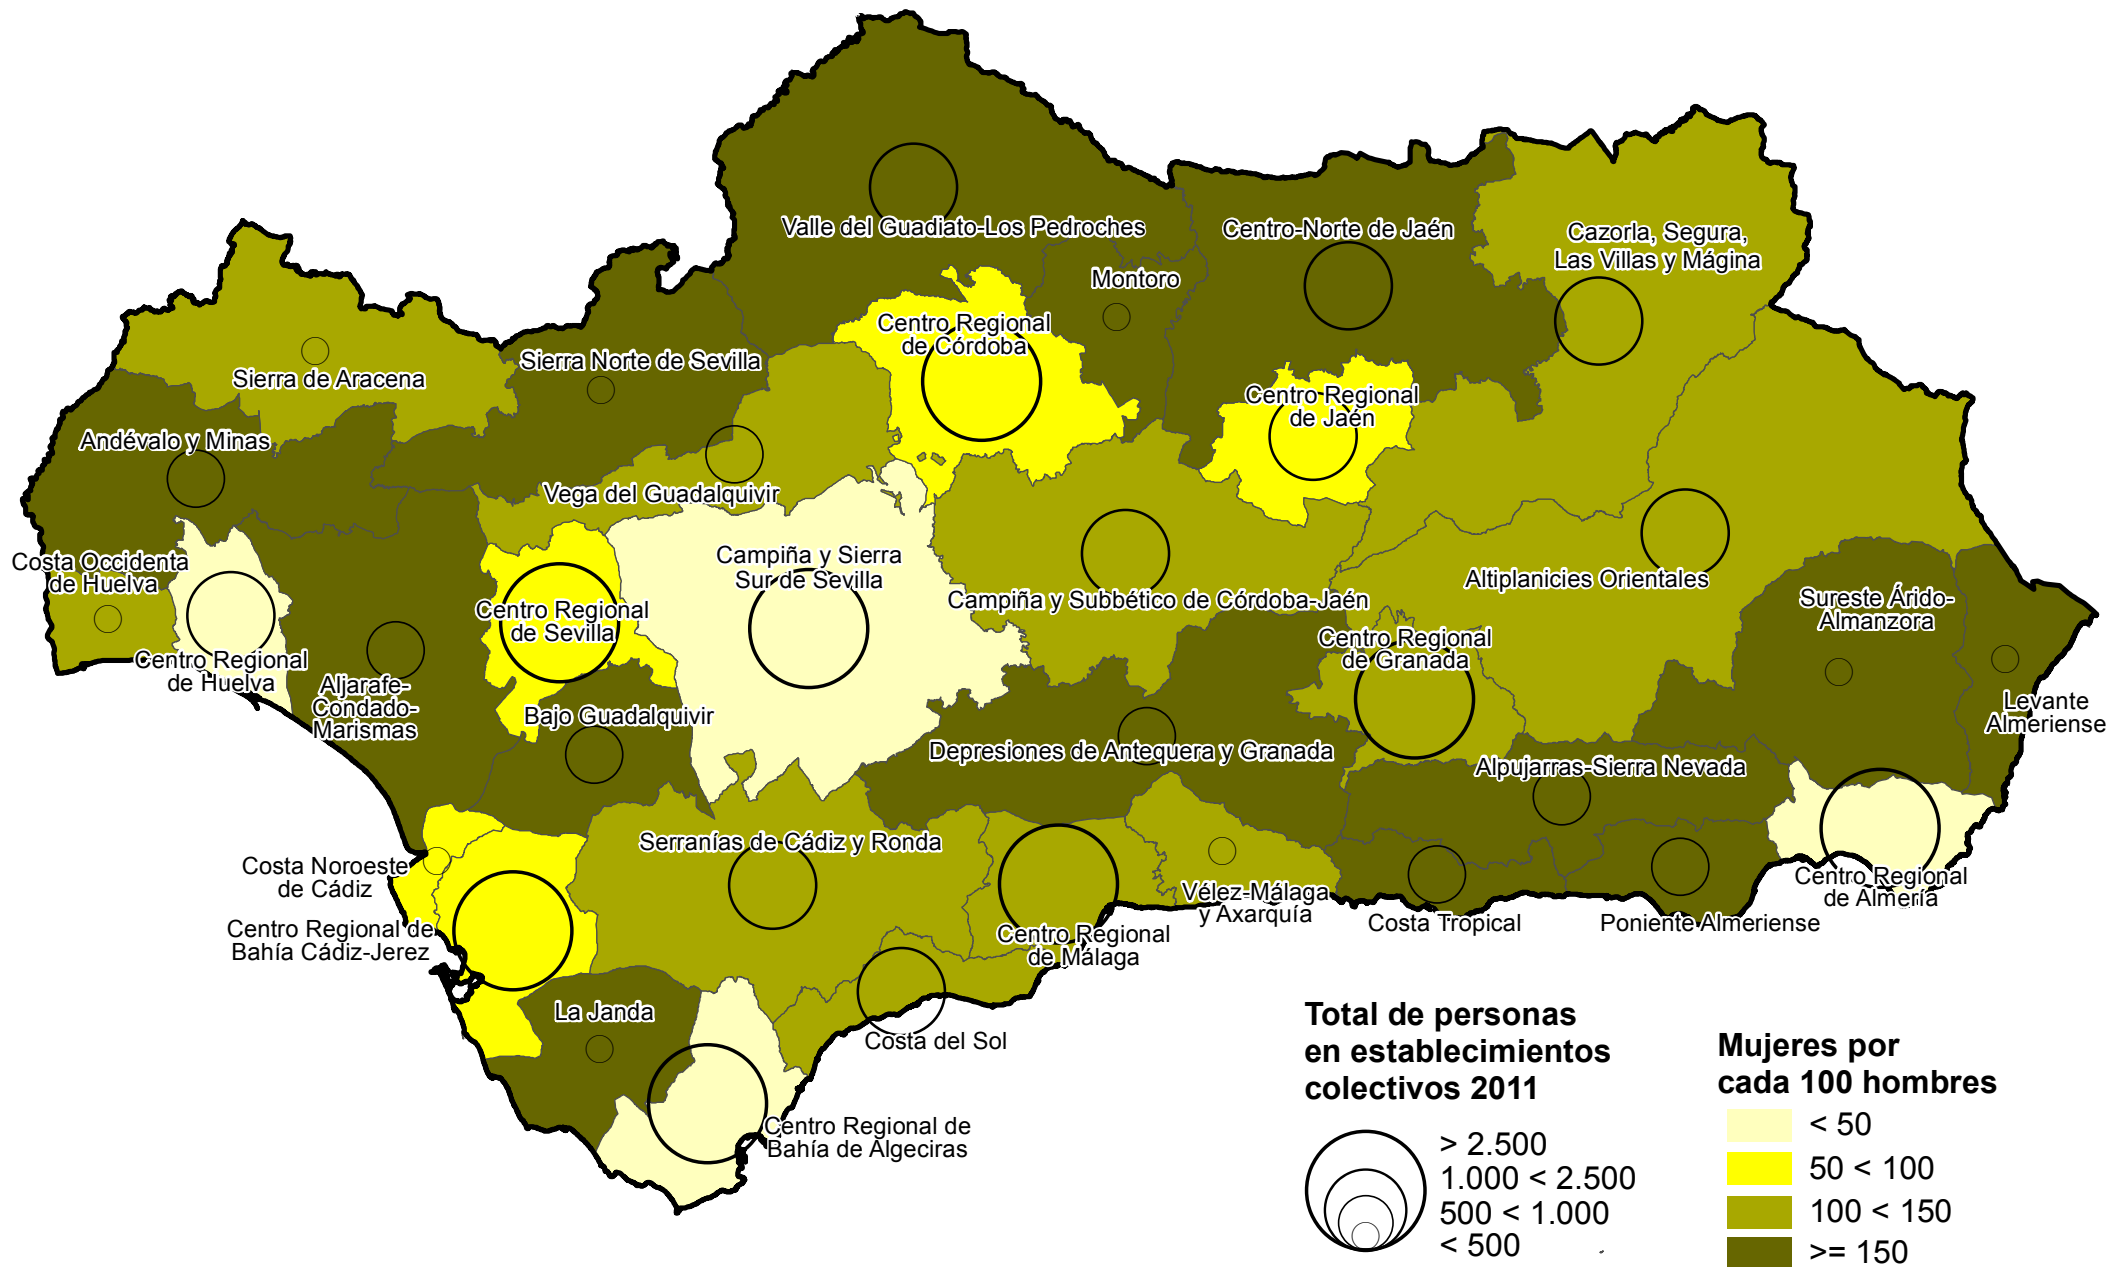 Valle del Guadiato-Los Pedroches
Centro-Norte de Jaén
Cazorla, Segura,
Las Villas y Mágina
Montoro
Centro Regional
de Córdoba
Sierra Norte de Sevilla
Sierra de Aracena
Centro Regional
de Jaén
Andévalo y Minas
Vega del Guadalquivir
Costa Occidenta
de Huelva
Campiña y Sierra
Sur de Sevilla
Centro Regional
de Sevilla
Campiña y Subbético de Córdoba-Jaén
Altiplanicies Orientales
Sureste Árido-
Almanzora
Centro Regional
de Granada
Centro Regional
de Huelva
Aljarafe-
Condado-
Marismas
Bajo Guadalquivir
Depresiones de Antequera y Granada
Levante
Almeriense
Alpujarras-Sierra Nevada
Serranías de Cádiz y Ronda
Costa Noroeste
de Cádiz
Vélez-Málaga
y Axarquía
Centro Regional
de Almería
Costa Tropical
Poniente Almeriense
Centro Regional de
Bahía Cádiz-Jerez
Centro Regional
de Málaga
La Janda
Costa del Sol
Centro Regional de
Bahía de Algeciras
Total de personas
en establecimientos
colectivos 2011
> 2.500
1.000 < 2.500
500 < 1.000
< 500
Mujeres por
cada 100 hombres
< 50
50 < 100
100 < 150
>= 150